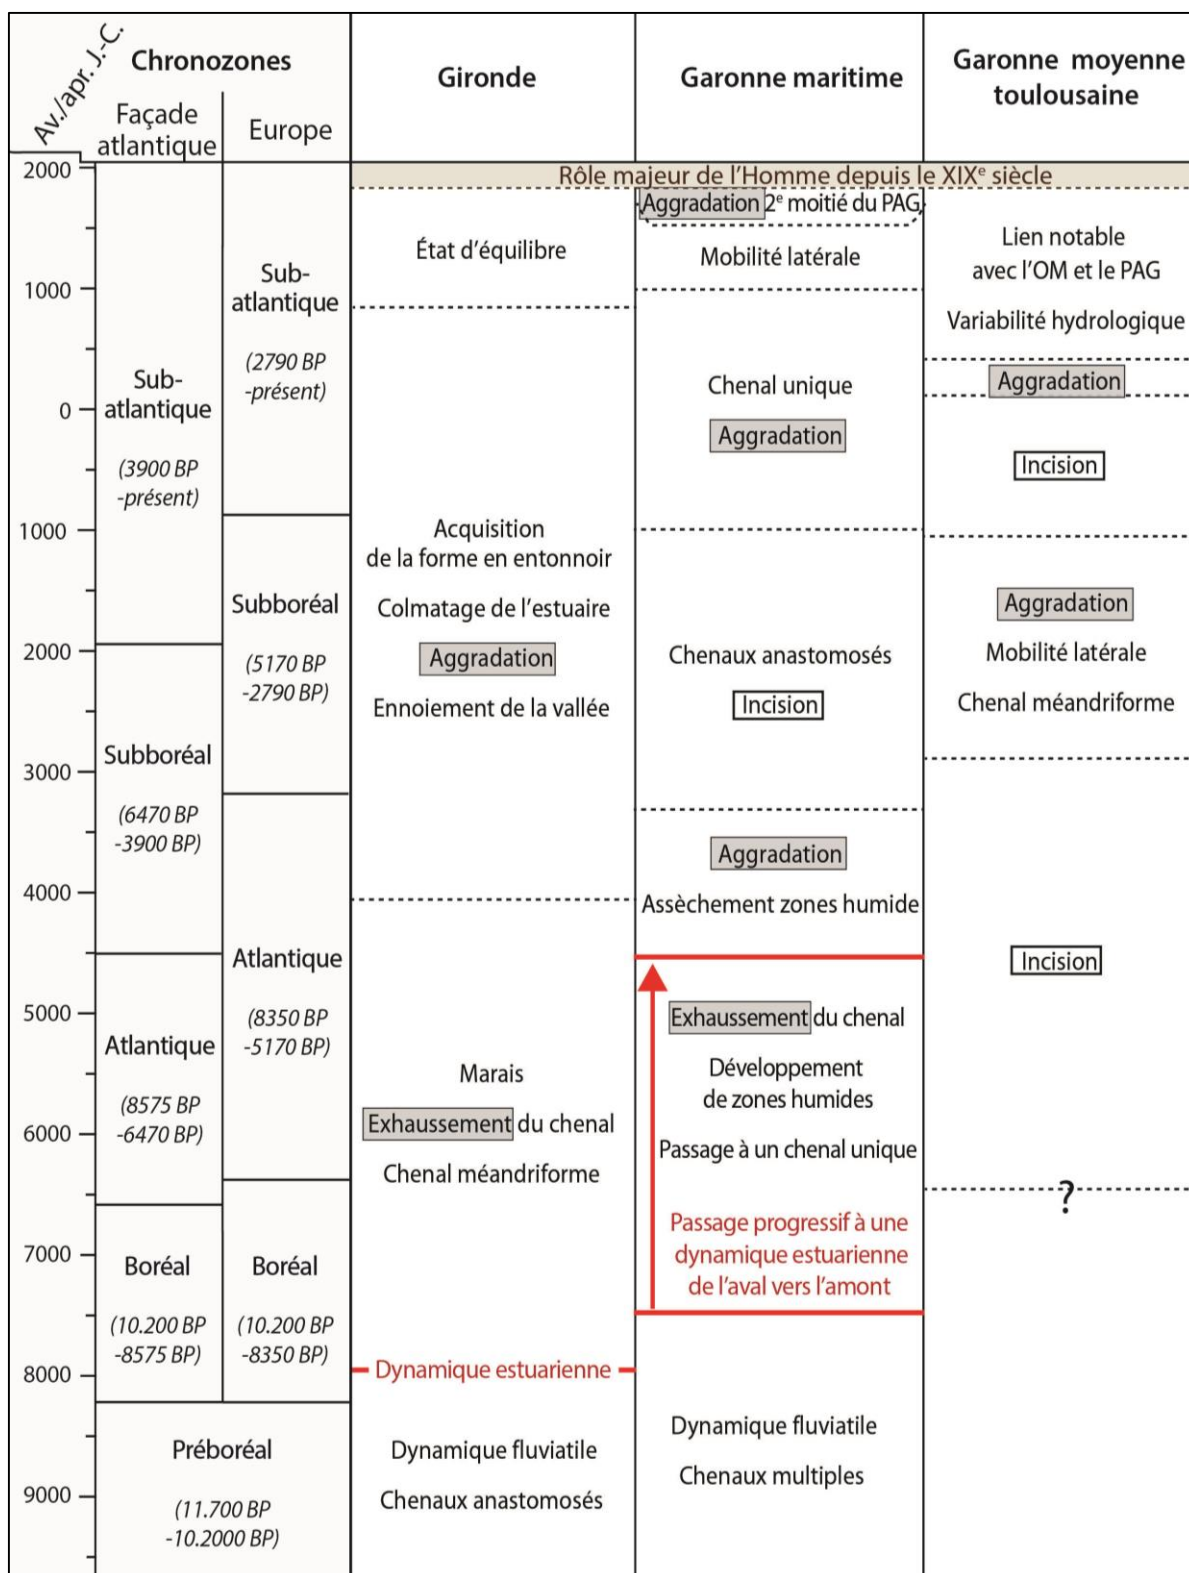 Av./apr. J.-C.
Chronozones
Façade
atlantique
Europe
Gironde
Garonne maritime
Garonne moyenne
toulousaine
2000
1000
0
1000
2000
3000
4000
5000
6000
7000
8000
9000
Sub-
atlantique
(3900 BP
-présent)
Subboréal
(6470 BP
-3900 BP)
Atlantique
(8575 BP
-6470 BP)
Boréal
(10.200 BP
-8575 BP)
Sub-
atlantique
(2790 BP
-présent)
Subboréal
(5170 BP
-2790 BP)
Atlantique
(8350 BP
-5170 BP)
Boréal
(10.200 BP
-8350 BP)
Préboréal
(11.700 BP
-10.2000 BP)
Rôle majeur de l’Homme depuis le XIXe siècle
État d'équilibre
Acquisition
de la forme en entonnoir
Colmatage de l'estuaire
Aggradation
Ennoiement de la vallée
Marais
Exhaussement du chenal
Chenal méandriforme
Dynamique estuarienne
Dynamique fluviatile
Chenaux anastomosés
Aggradation 2e moitié du PAG
Mobilité latérale
Chenal unique
Aggradation
Chenaux anastomosés
Incision
Aggradation
Assèchement zones humide
Exhaussement du chenal
Développement
de zones humides
Passage à un chenal unique
Passage progressif à une
dynamique estuarienne
de l’aval vers l’amont
Dynamique fluviatile
Chenaux multiples
Lien notable
avec l'OM et le PAG
Variabilité hydrologique
Aggradation
Incision
Aggradation
Mobilité latérale
Chenal méandriforme
Incision
?